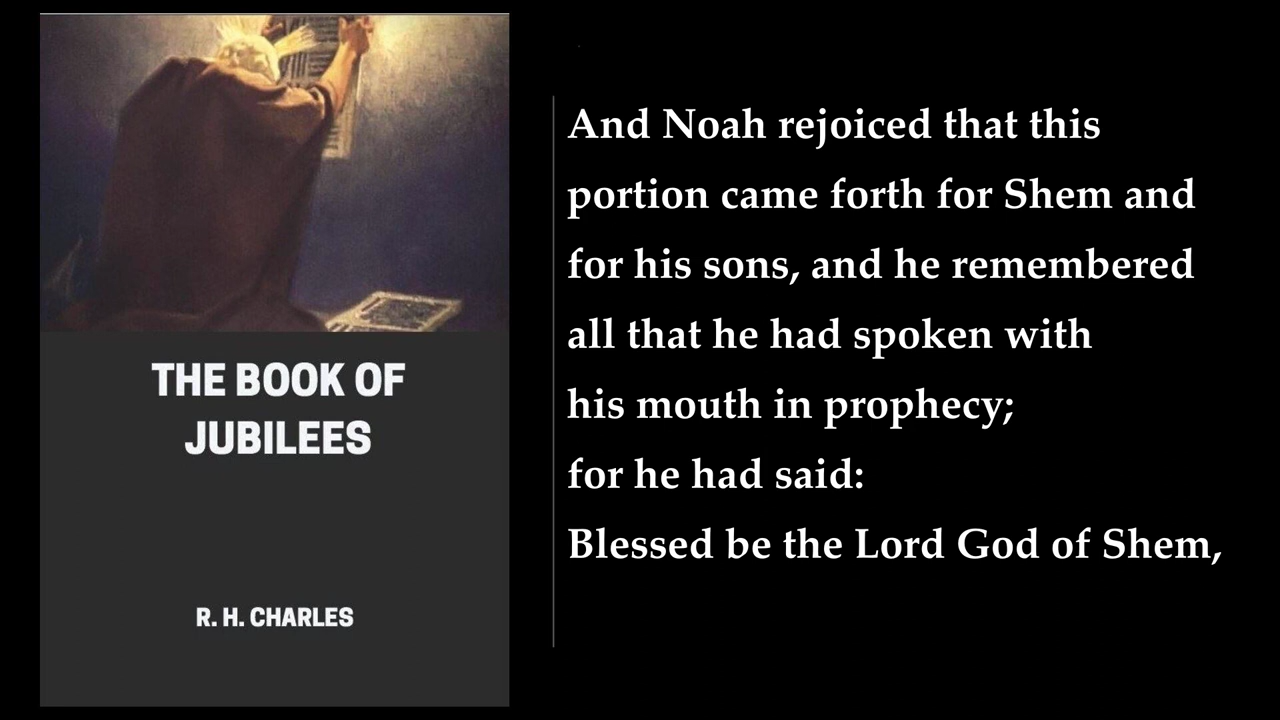 THE BOOK OF
JUBILEES
R. H. CHARLES
And Noah rejoiced that this
portion came forth for Shem and
for his sons, and he remembered
all that he had spoken with
his mouth in prophecy;
for he had said:
Blessed be the Lord God of Shem,